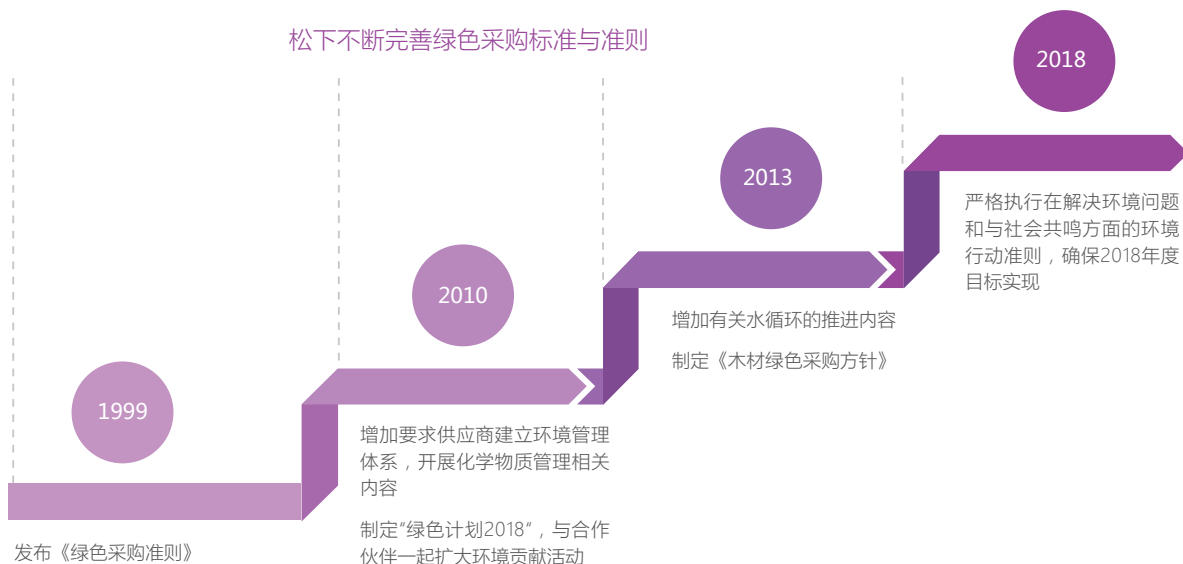 松下不断完善绿色采购标准与准则
1999
发布《绿色采购准则》
2010
增加要求供应商建立环境管理
体系，开展化学物质管理相关
内容
制定“绿色计划2018”，与合作
伙伴一起扩大环境贡献活动
2013
增加有关水循环的推进内容
制定《木材绿色采购方针》
2018
严格执行在解决环境问题
和与社会共鸣方面的环境
行动准则，确保2018年度
目标实现